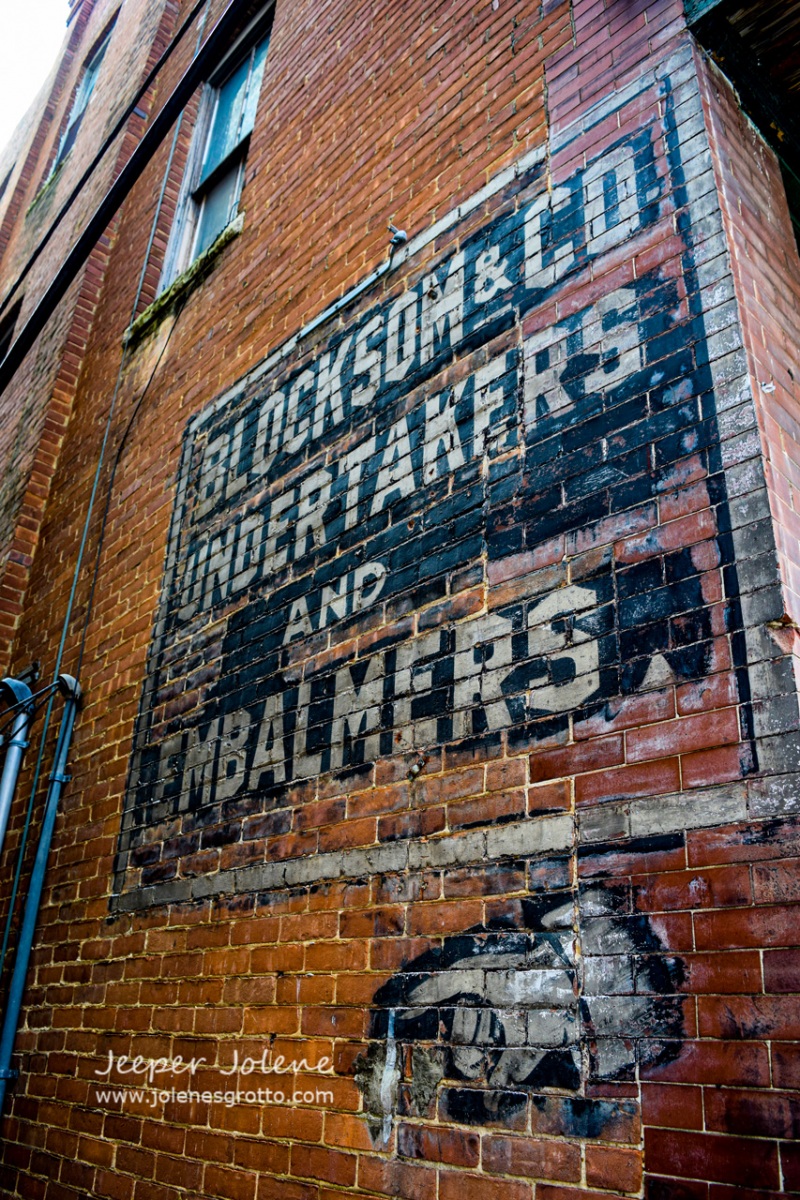 BLOCKSOM & CO.
UNDERTAKERS
AND
EMBALMERS
Jeeper Jolene
www.jolenesgrotto.com